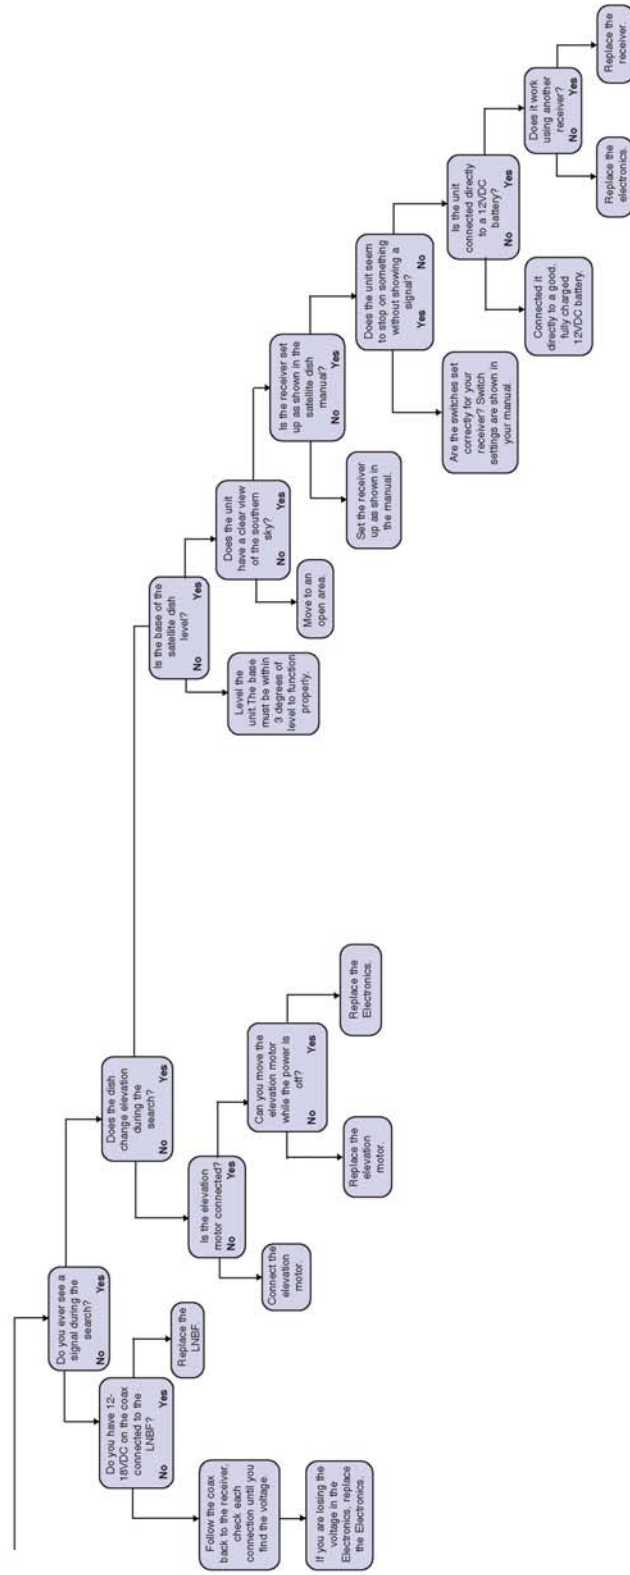 Do you ever see a
signal during the
search?
No Yes
Do you have 12-
18VDC on the coax
connected to the
LNBF?
No Yes
Follow the coax
back to the receiver,
check each
connection until you
find the voltage.
If you are losing the
voltage in the
Electronics, replace
the Electronics.
Replace the
LNBF.
Does the dish
change elevation
during the
search?
No Yes
Is the elevation
motor connected?
No Yes
Connect the
elevation
motor.
Can you move the
elevation motor
while the power is
off?
No Yes
Replace the
elevation
motor.
Replace the
Electronics.
Is the base of the
satellite dish
level?
No Yes
Level the
unit.The base
must be within
3 degrees of
level to function
properly.
Does the unit
have a clear view
of the southern
sky?
No Yes
Move to an
open area.
Is the receiver set
up as shown in the
satellite dish
manual?
No Yes
Set the receiver
up as shown in
the manual.
Does the unit seem
to stop on something
without showing a
signal?
Yes No
Are the switches set
correctly for your
receiver? Switch
settings are shown in
your manual.
Is the unit
connected directly
to a 12VDC
battery?
No Yes
Connected it
directly to a good,
fully charged
12VDC battery.
Does it work
using another
receiver?
No Yes
Replace the
electronics.
Replace the
receiver.